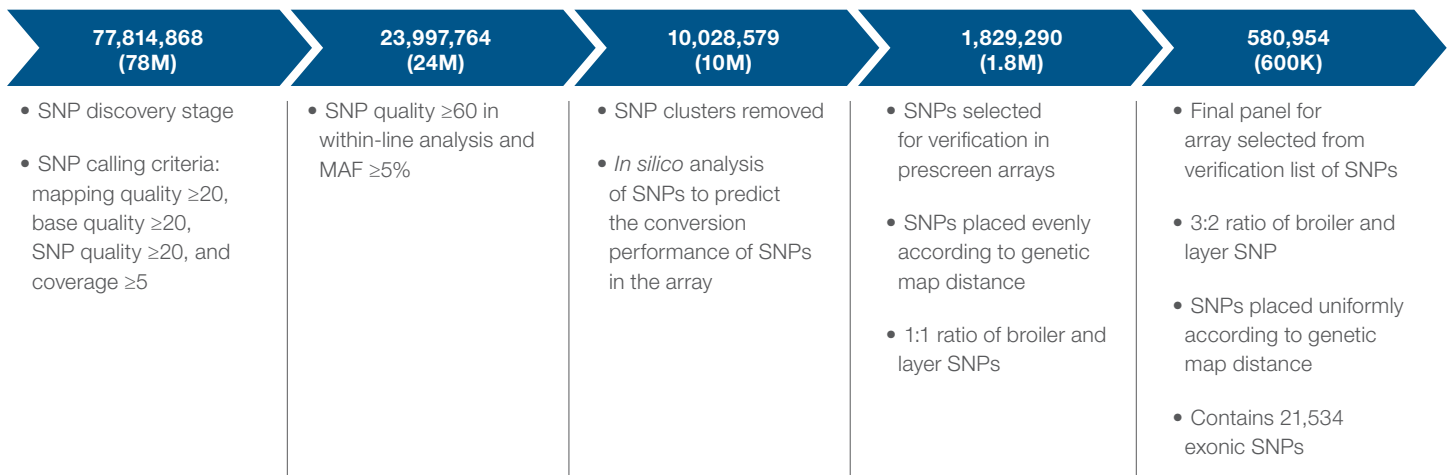 77,814,868
(78M)
• SNP discovery stage
• SNP calling criteria:
mapping quality ≥20,
base quality ≥20,
SNP quality ≥20, and
coverage ≥5
23,997,764
(24M)
• SNP quality ≥60 in
within-line analysis and
MAF ≥5%
10,028,579
(10M)
• SNP clusters removed
• In silico analysis
of SNPs to predict
the conversion
performance of SNPs
in the array
1,829,290
(1.8M)
• SNPs selected
for verification in
prescreen arrays
• SNPs placed evenly
according to genetic
map distance
• 1:1 ratio of broiler and
layer SNPs
580,954
(600K)
• Final panel for
array selected from
verification list of SNPs
• 3:2 ratio of broiler and
layer SNP
• SNPs placed uniformly
according to genetic
map distance
• Contains 21,534
exonic SNPs